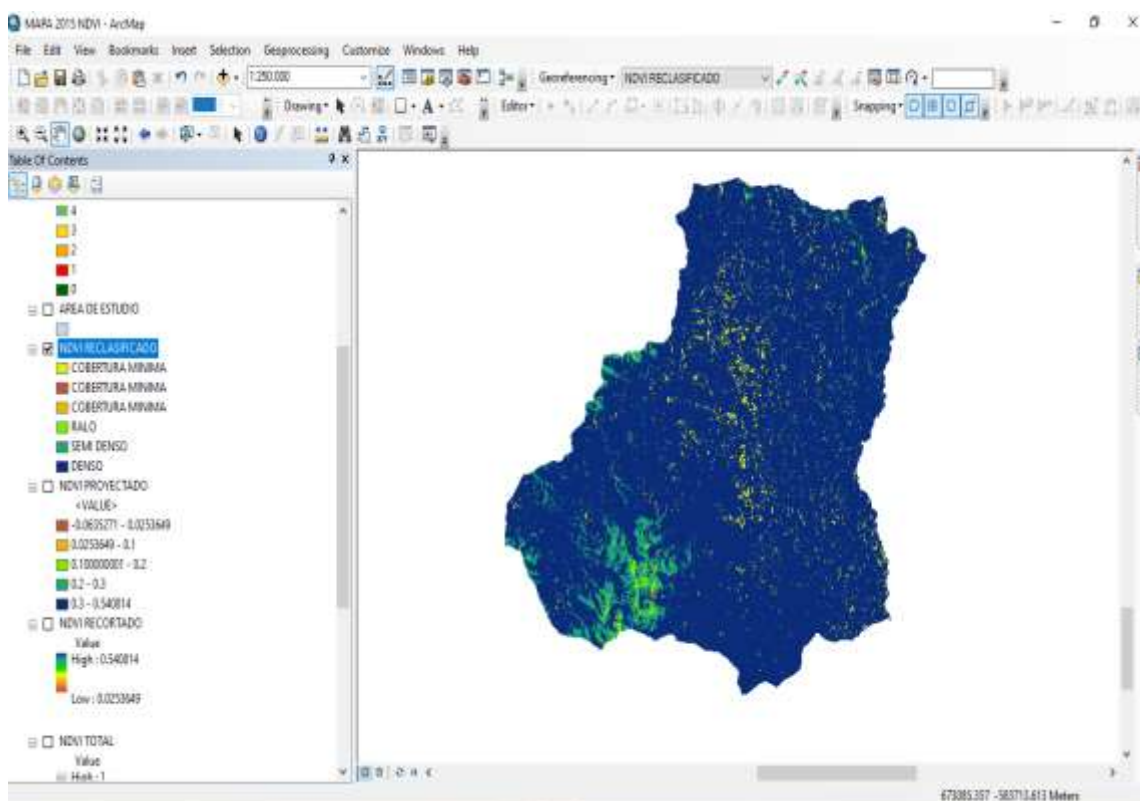 MAPA 2015 NDVI - ArcMap
File Edit View Bookmarks Insert Selection Geoprocessing Customize Windows Help
1:250.000 Georeferencing NDVI RECLASIFICADO
Drawing A Editor Snapping
Table Of Contents
4
3
2
1
0
AREA DE ESTUDIO
NDVI RECLASIFICADO
COBERTURA MINIMA
COBERTURA MINIMA
COBERTURA MINIMA
RALO
SEMI DENSO
DENSO
NDVI PROYECTADO
<VALUE>
-0.0635271 - 0.0253649
0.0253649 - 0.1
0.100000001 - 0.2
0.2 - 0.3
0.3 - 0.540814
NDVI RECORTADO
Value
High : 0.540814
Low : 0.0253649
NDVI TOTAL
Value
High : 1
673085.357 -583713.613 Meters